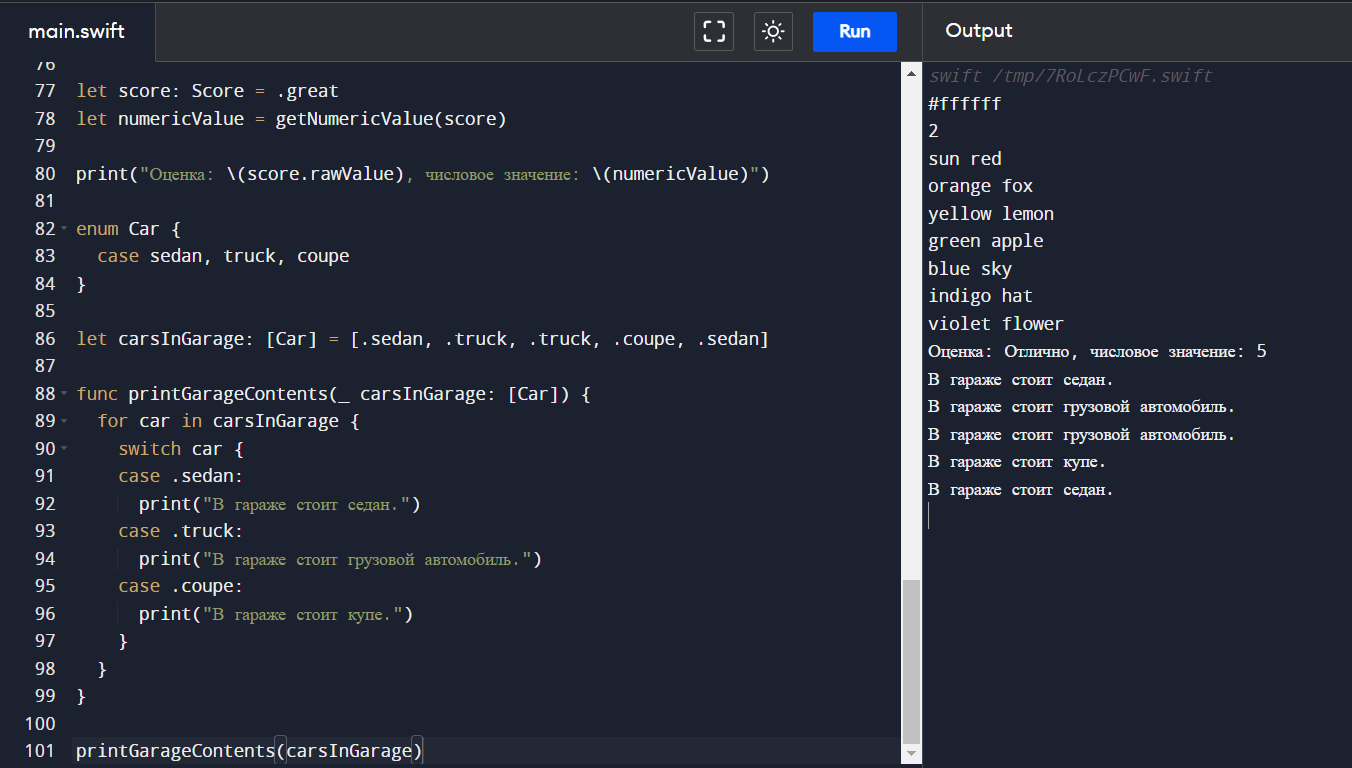 main.swift
Run
Output
76
77 let score: Score = .great
78 let numericValue = getNumericValue(score)
79
80 print("Оценка: \(score.rawValue), числовое значение: \(numericValue)")
81
82 enum Car {
83 case sedan, truck, coupe
84 }
85
86 let carsInGarage: [Car] = [.sedan, .truck, .truck, .coupe, .sedan]
87
88 func printGarageContents(_ carsInGarage: [Car]) {
89 for car in carsInGarage {
90 switch car {
91 case .sedan:
92 print("В гараже стоит седан.")
93 case .truck:
94 print("В гараже стоит грузовой автомобиль.")
95 case .coupe:
96 print("В гараже стоит купе.")
97 }
98 }
99 }
100
101 printGarageContents(carsInGarage)
swift /tmp/7RoLczPCwF.swift
#ffffff
2
sun red
orange fox
yellow lemon
green apple
blue sky
indigo hat
violet flower
Оценка: Отлично, числовое значение: 5
В гараже стоит седан.
В гараже стоит грузовой автомобиль.
В гараже стоит грузовой автомобиль.
В гараже стоит купе.
В гараже стоит седан.